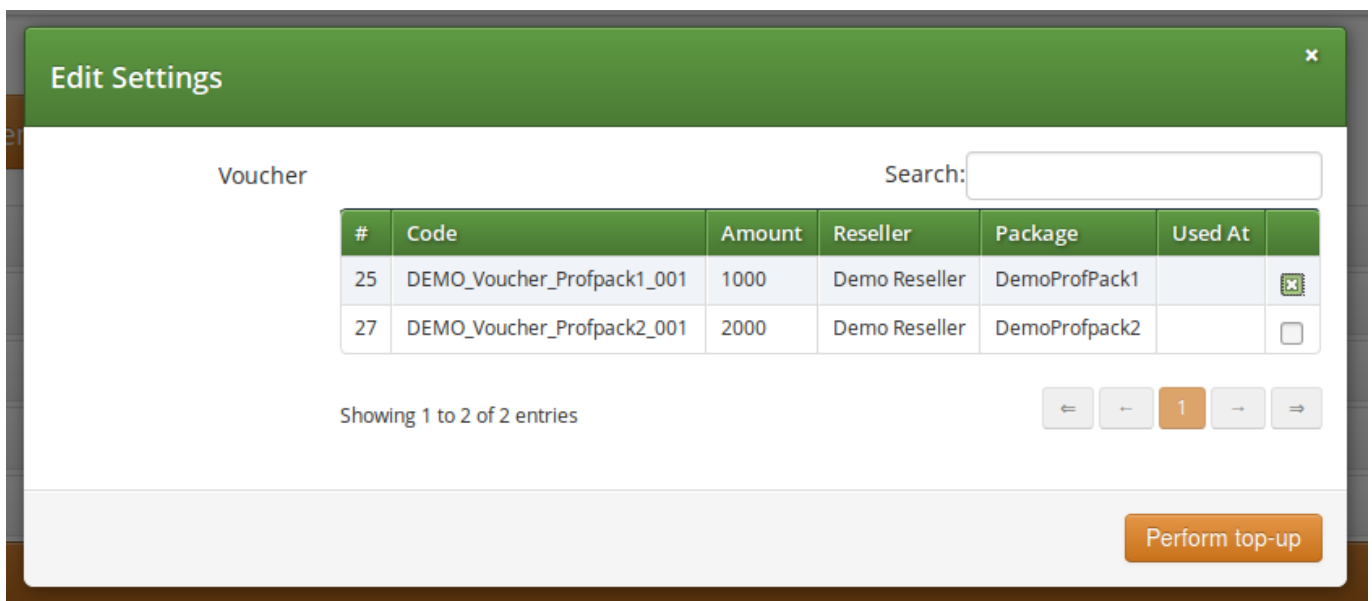 ×
Edit Settings
er
Voucher
Search:
# Code Amount Reseller Package Used At
25 DEMO_Voucher_Profpack1_001 1000 Demo Reseller DemoProfPack1
27 DEMO_Voucher_Profpack2_001 2000 Demo Reseller DemoProfpack2
Showing 1 to 2 of 2 entries
⇐ ← 1 → ⇒
Perform top-up